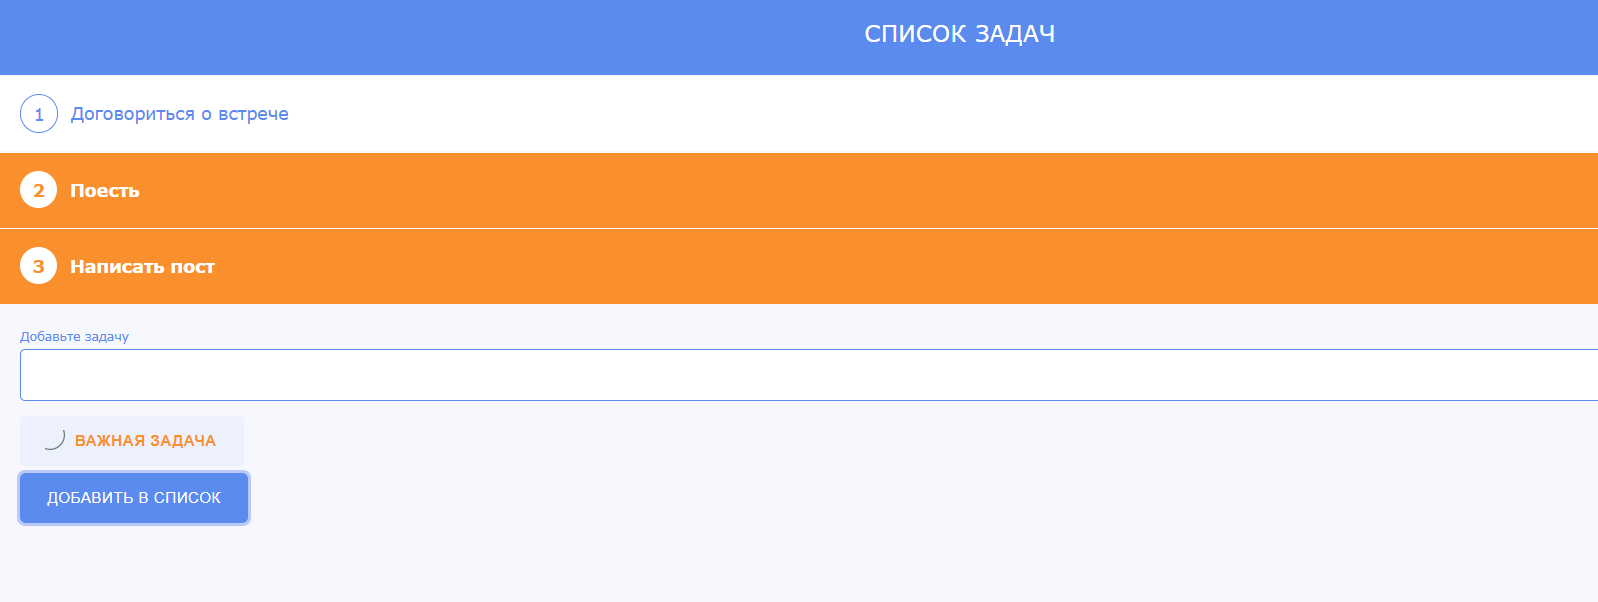 СПИСОК ЗАДАЧ
1 Договориться о встрече
2 Поесть
3 Написать пост
Добавьте задачу
ВАЖНАЯ ЗАДАЧА
ДОБАВИТЬ В СПИСОК